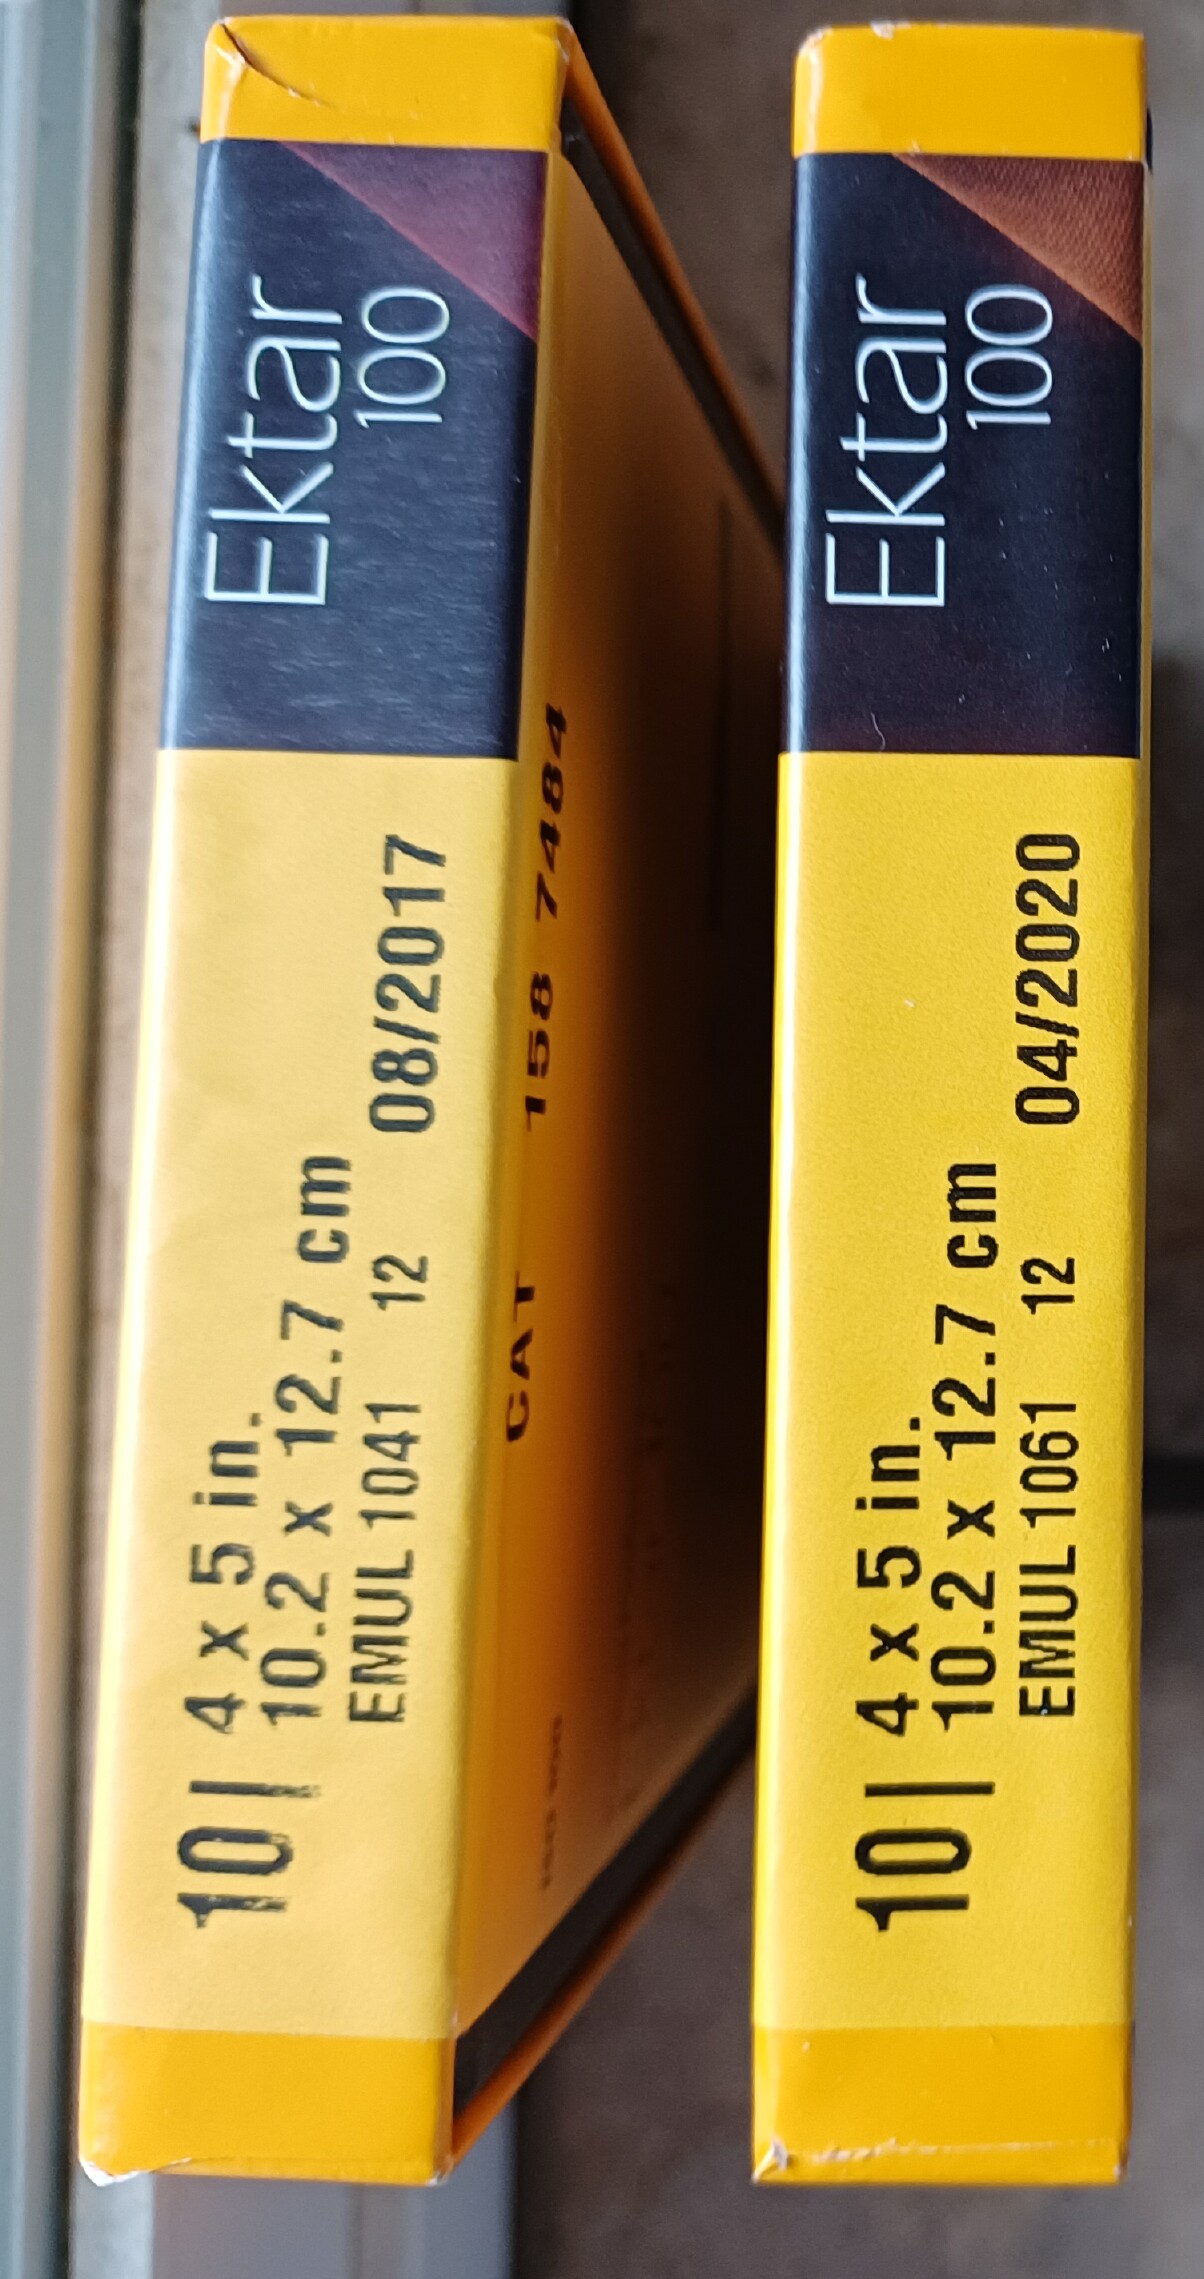 Ektar
100
10 | 4 x 5 in.
10.2 x 12.7 cm
EMUL 1041 12 08/2017
CAT 158 7484
Ektar
100
10 | 4 x 5 in.
10.2 x 12.7 cm
EMUL 1061 12 04/2020